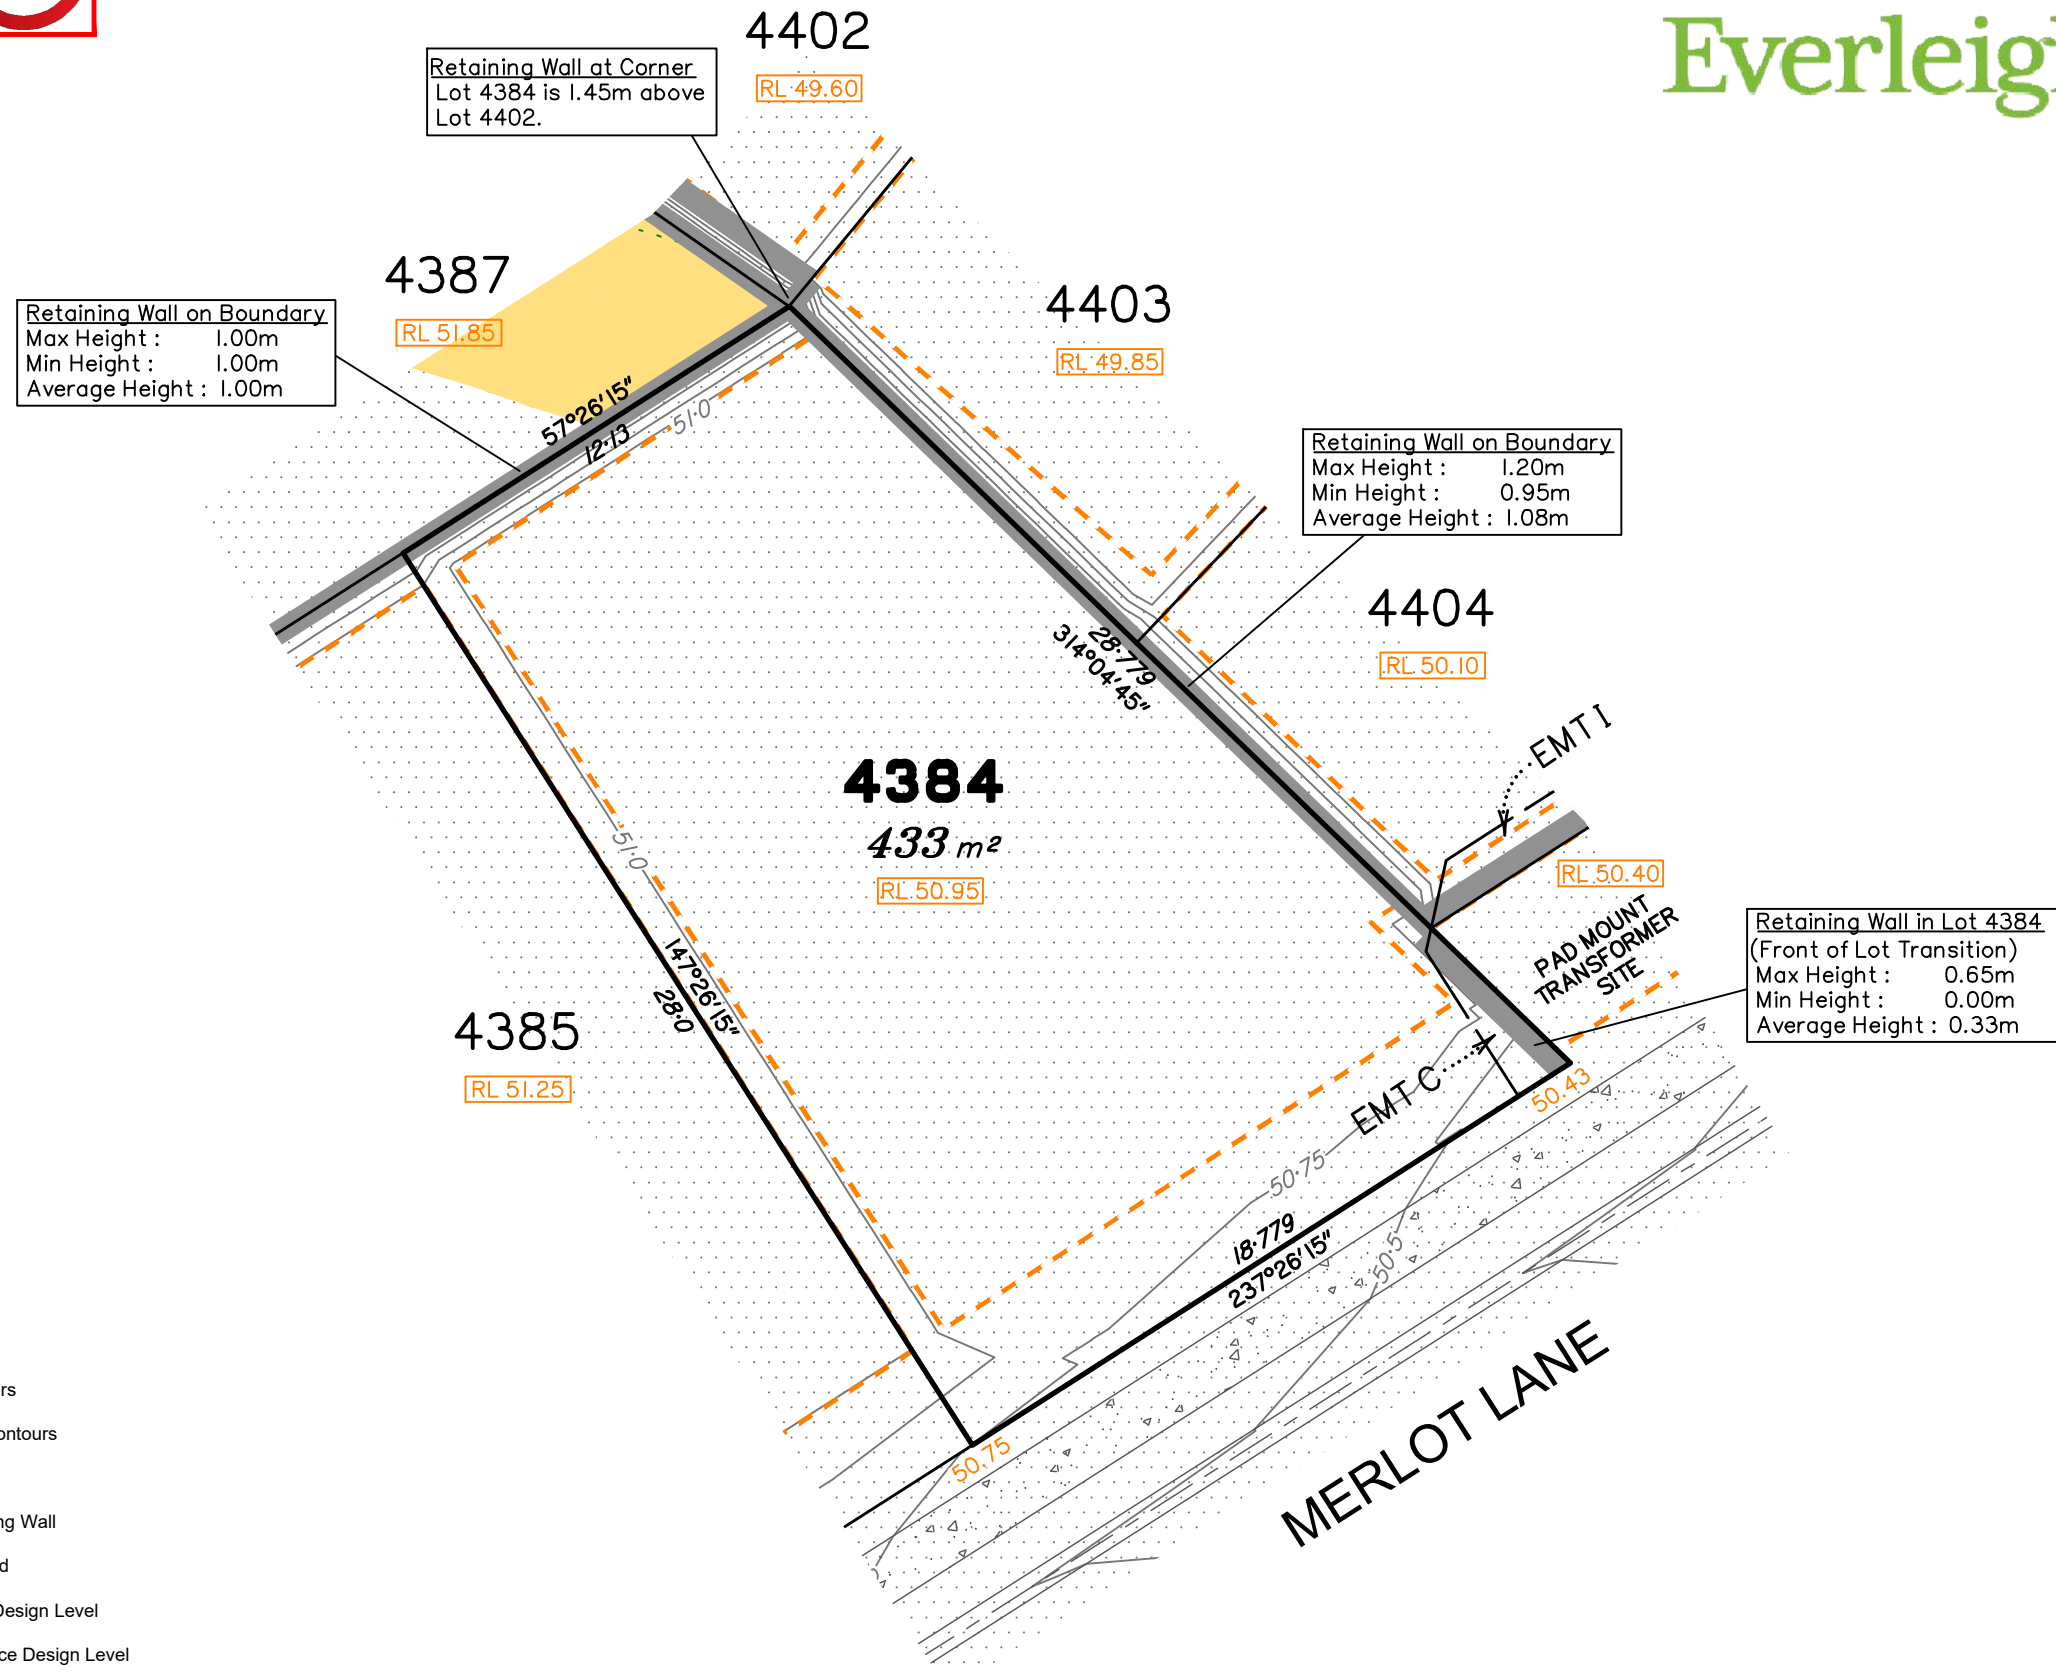 Everleig
4402
RL 49.60
Retaining Wall at Corner
Lot 4384 is 1.45m above
Lot 4402.
4387
RL 51.85
Retaining Wall on Boundary
Max Height : 1.00m
Min Height : 1.00m
Average Height : 1.00m
4403
RL 49.85
57°26'15"
12·13
51·0
Retaining Wall on Boundary
Max Height : 1.20m
Min Height : 0.95m
Average Height : 1.08m
4404
RL 50.10
28·779
314°04'45"
EMT I
4384
433 m²
RL 50.95
51·0
RL 50.40
PAD MOUNT
TRANSFORMER
SITE
Retaining Wall in Lot 4384
(Front of Lot Transition)
Max Height : 0.65m
Min Height : 0.00m
Average Height : 0.33m
147°26'15"
28·0
4385
RL 51.25
EMT C
50.43
50·75
18·779
237°26'15"
50·5
50.75
MERLOT LANE
rs
ontours
ng Wall
d
Design Level
ce Design Level